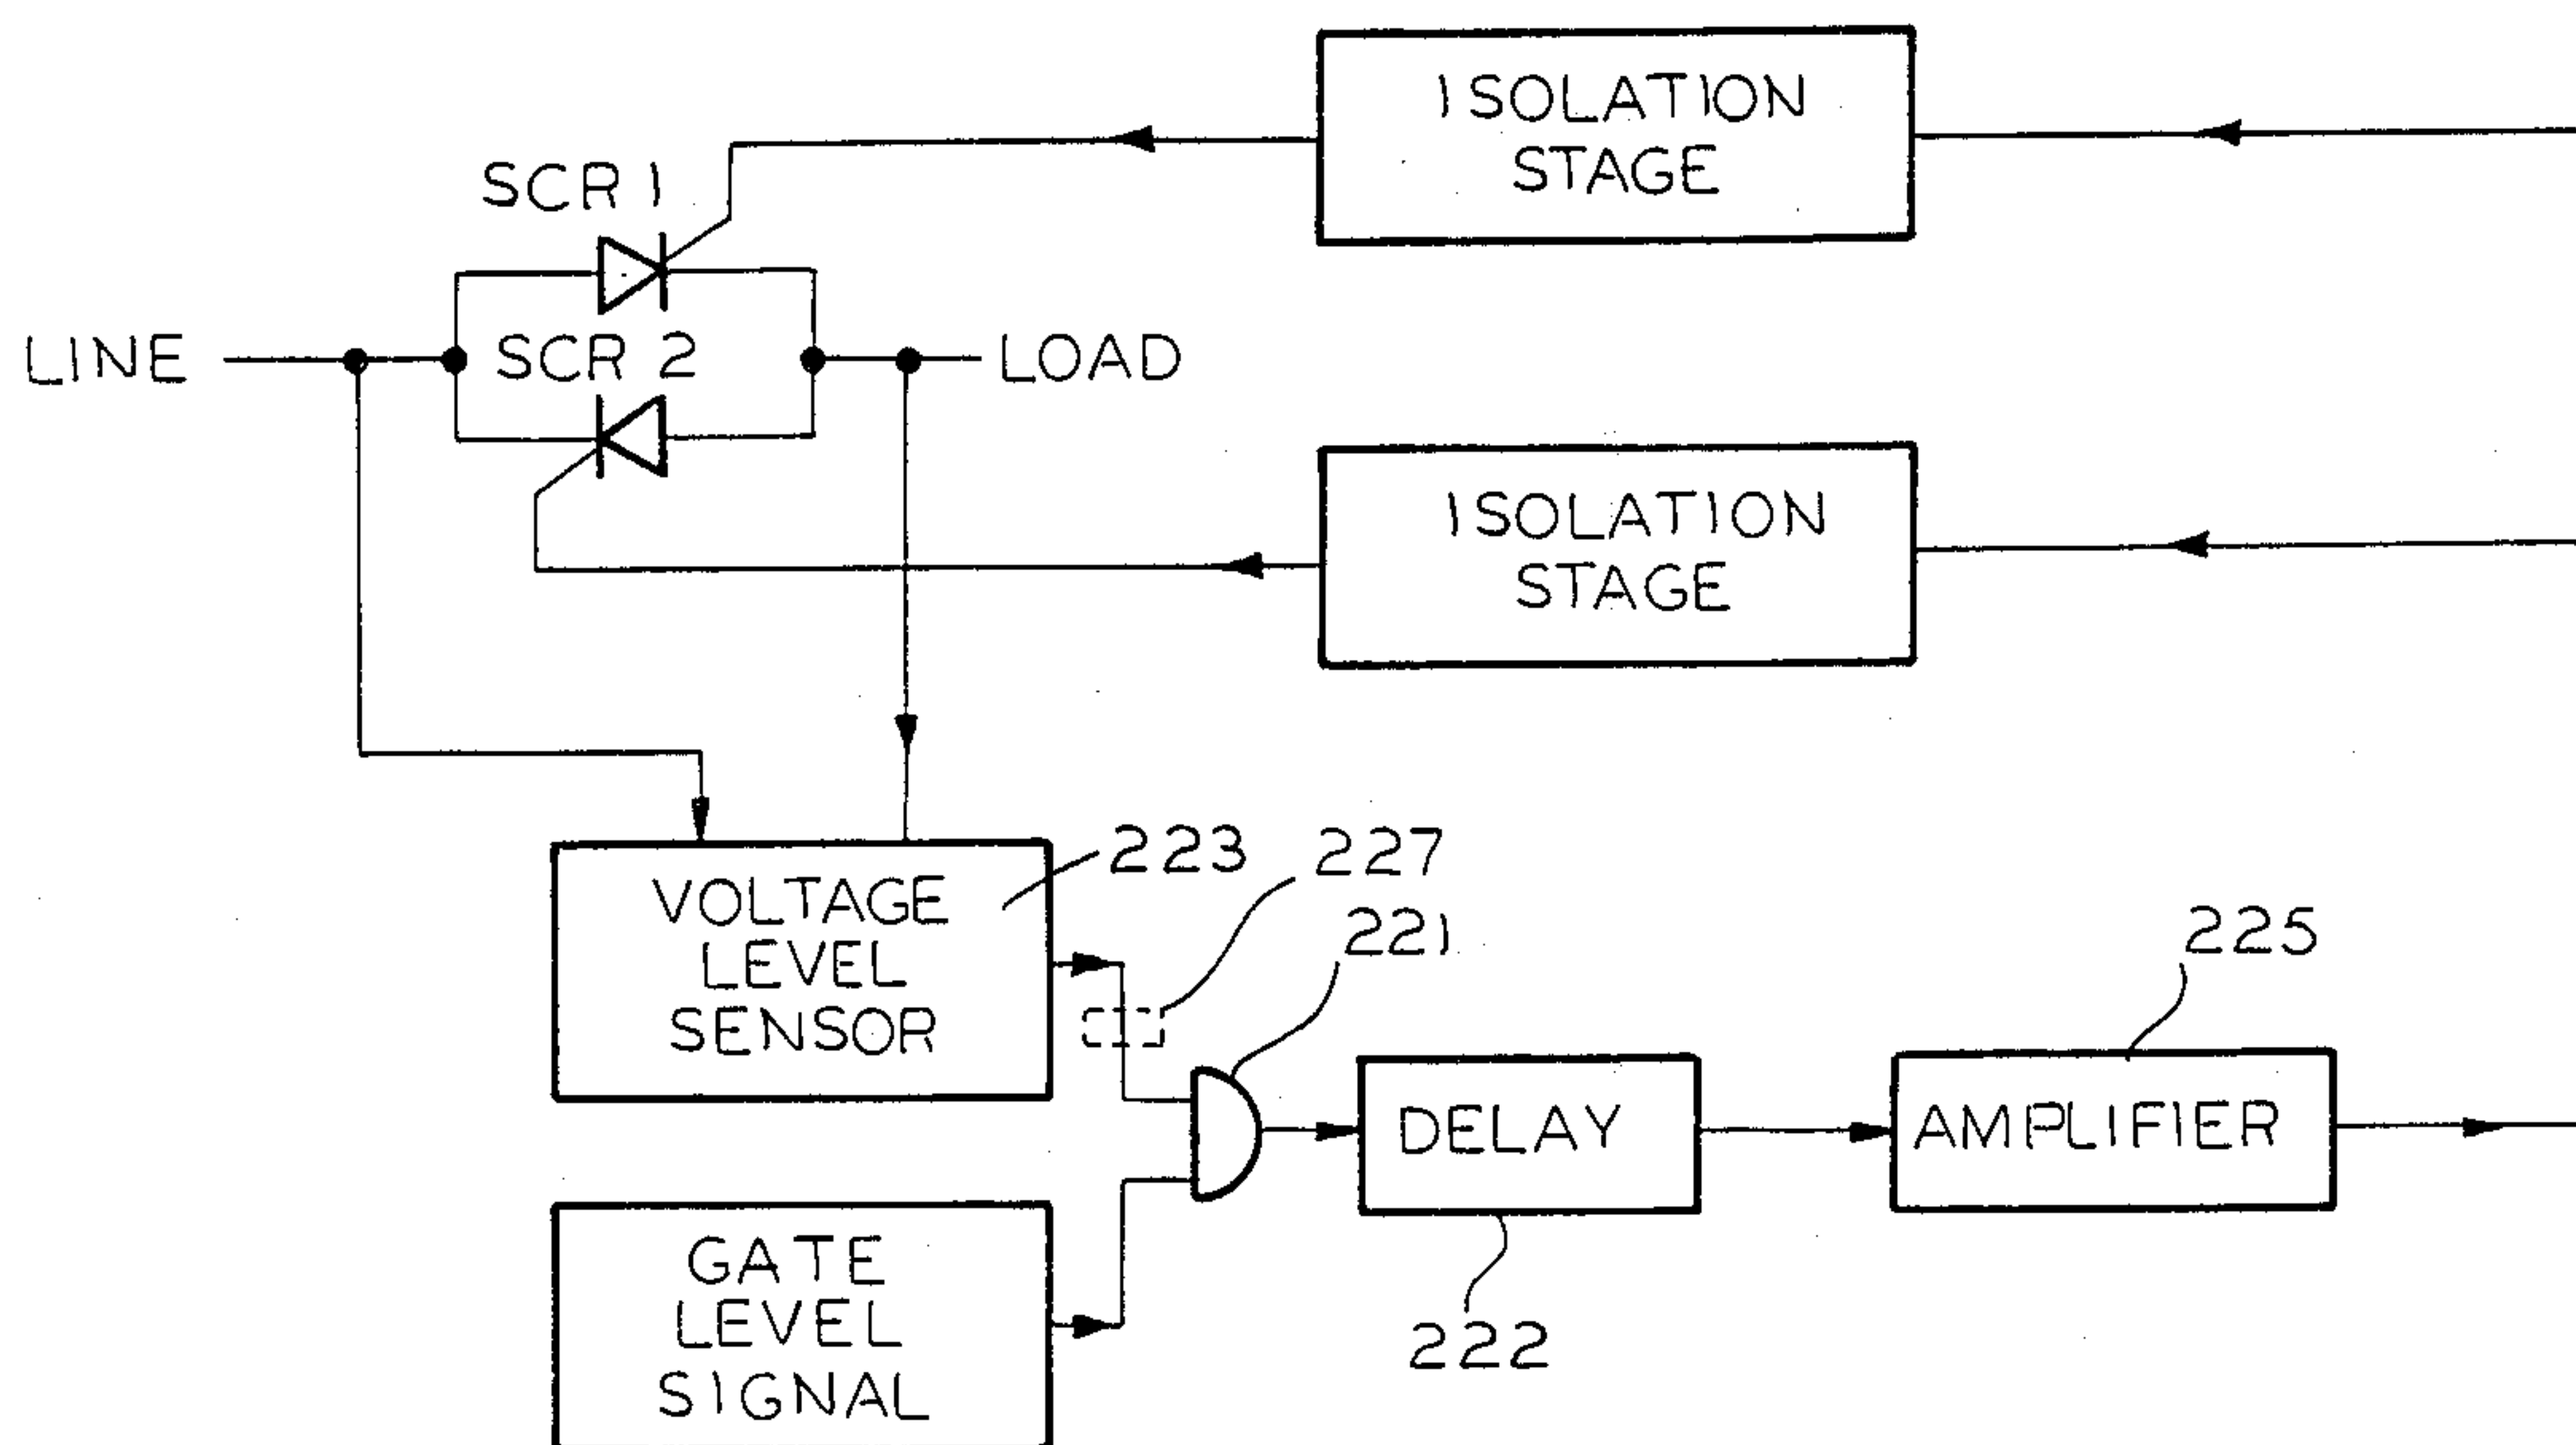 ISOLATION
STAGE
SCR 1
LINE
SCR 2
LOAD
ISOLATION
STAGE
223
227
VOLTAGE
LEVEL
SENSOR
221
225
DELAY
AMPLIFIER
GATE
LEVEL
SIGNAL
222